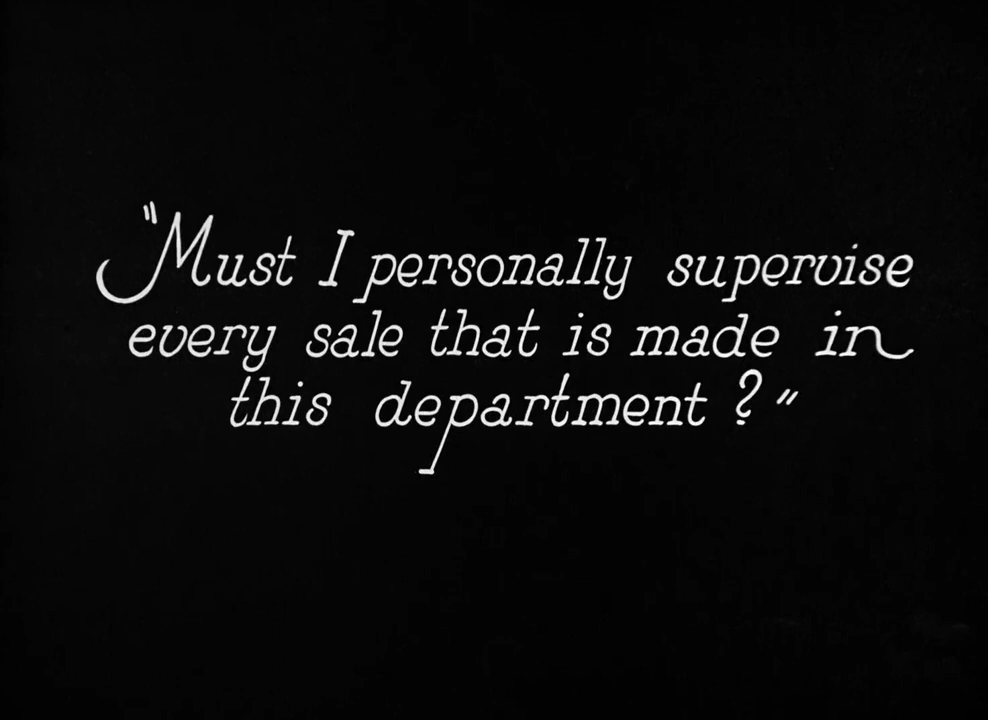 "Must I personally supervise
every sale that is made in
this department?"